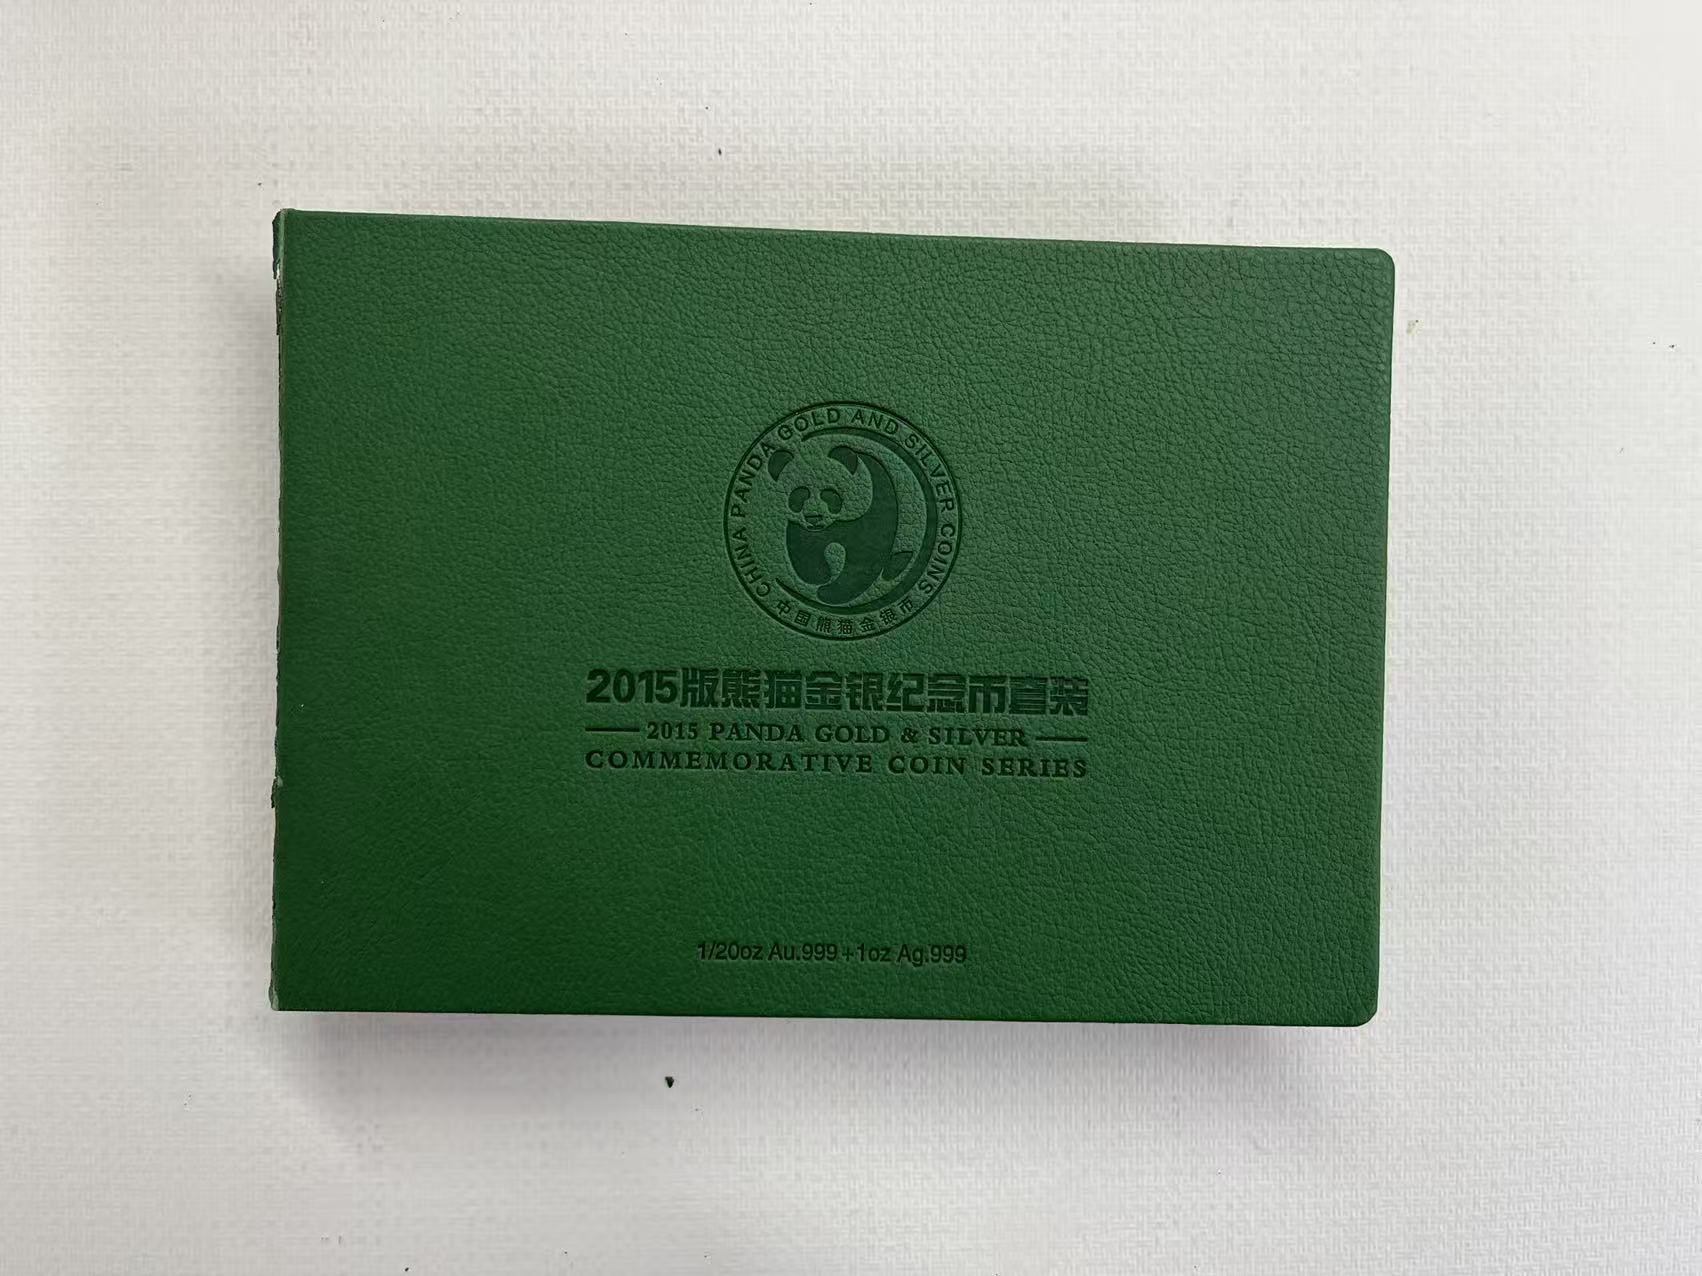 CHINA PANDA GOLD AND SILVER COINS
中国熊猫金银币
2015版熊猫金银纪念币套装
2015 PANDA GOLD & SILVER
COMMEMORATIVE COIN SERIES
1/20oz Au.999+1oz Ag.999